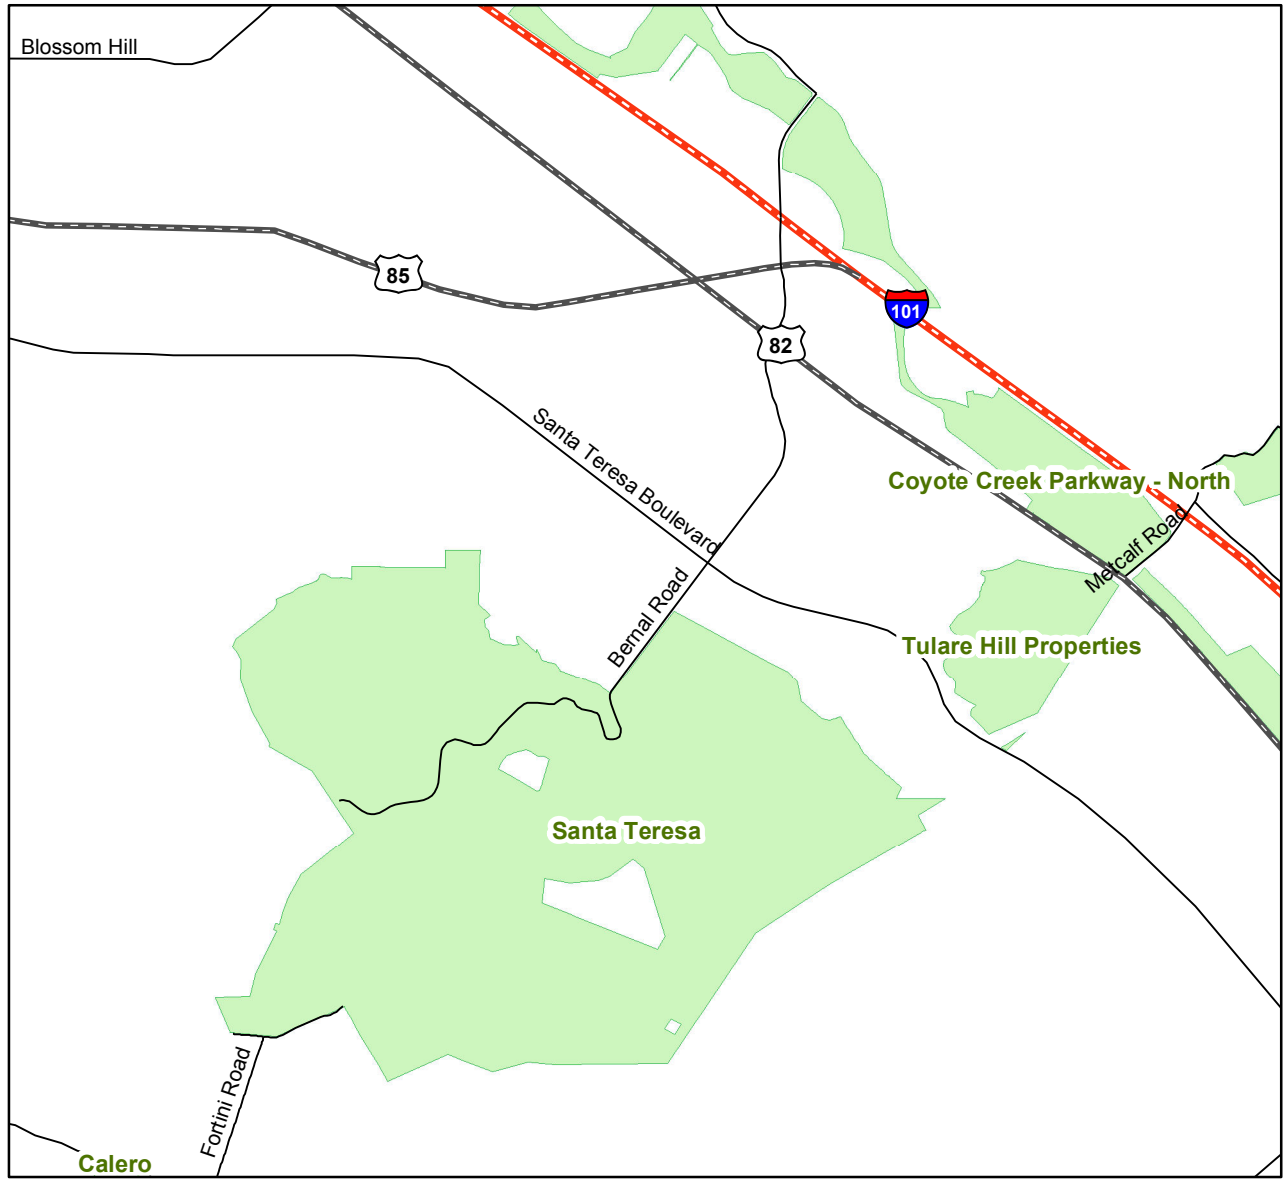 Blossom Hill
85
101
82
Santa Teresa Boulevard
Coyote Creek Parkway - North
Metcalf Road
Bernal Road
Tulare Hill Properties
Santa Teresa
Fortini Road
Calero